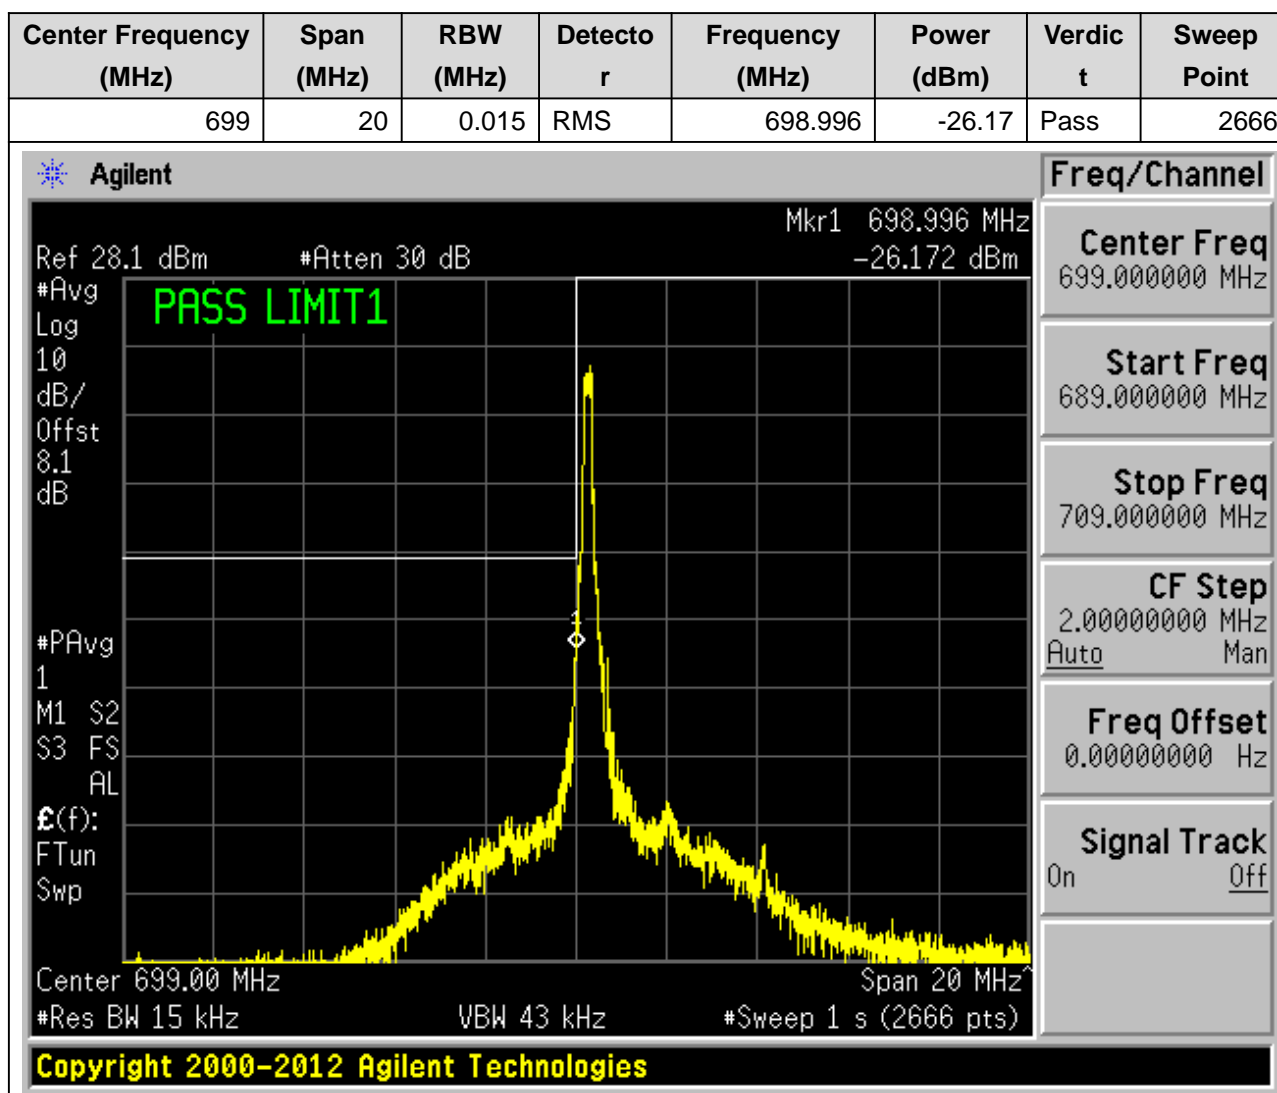 Center Frequency (MHz) Span (MHz) RBW (MHz) Detecto r Frequency (MHz) Power (dBm) Verdic t Sweep Point
699 20 0.015 RMS 698.996 -26.17 Pass 2666
Agilent Freq/Channel
Mkr1 698.996 MHz
Ref 28.1 dBm #Atten 30 dB -26.172 dBm
#Avg
Log
10
dB/
Offst
8.1
dB
PASS LIMIT1
1
#PAvg
1
M1 S2
S3 FS
AL
£(f):
FTun
Swp
Center 699.00 MHz Span 20 MHz^
#Res BW 15 kHz VBW 43 kHz #Sweep 1 s (2666 pts)
Center Freq
699.000000 MHz
Start Freq
689.000000 MHz
Stop Freq
709.000000 MHz
CF Step
2.00000000 MHz
Auto Man
Freq Offset
0.00000000 Hz
Signal Track
On Off
Copyright 2000-2012 Agilent Technologies